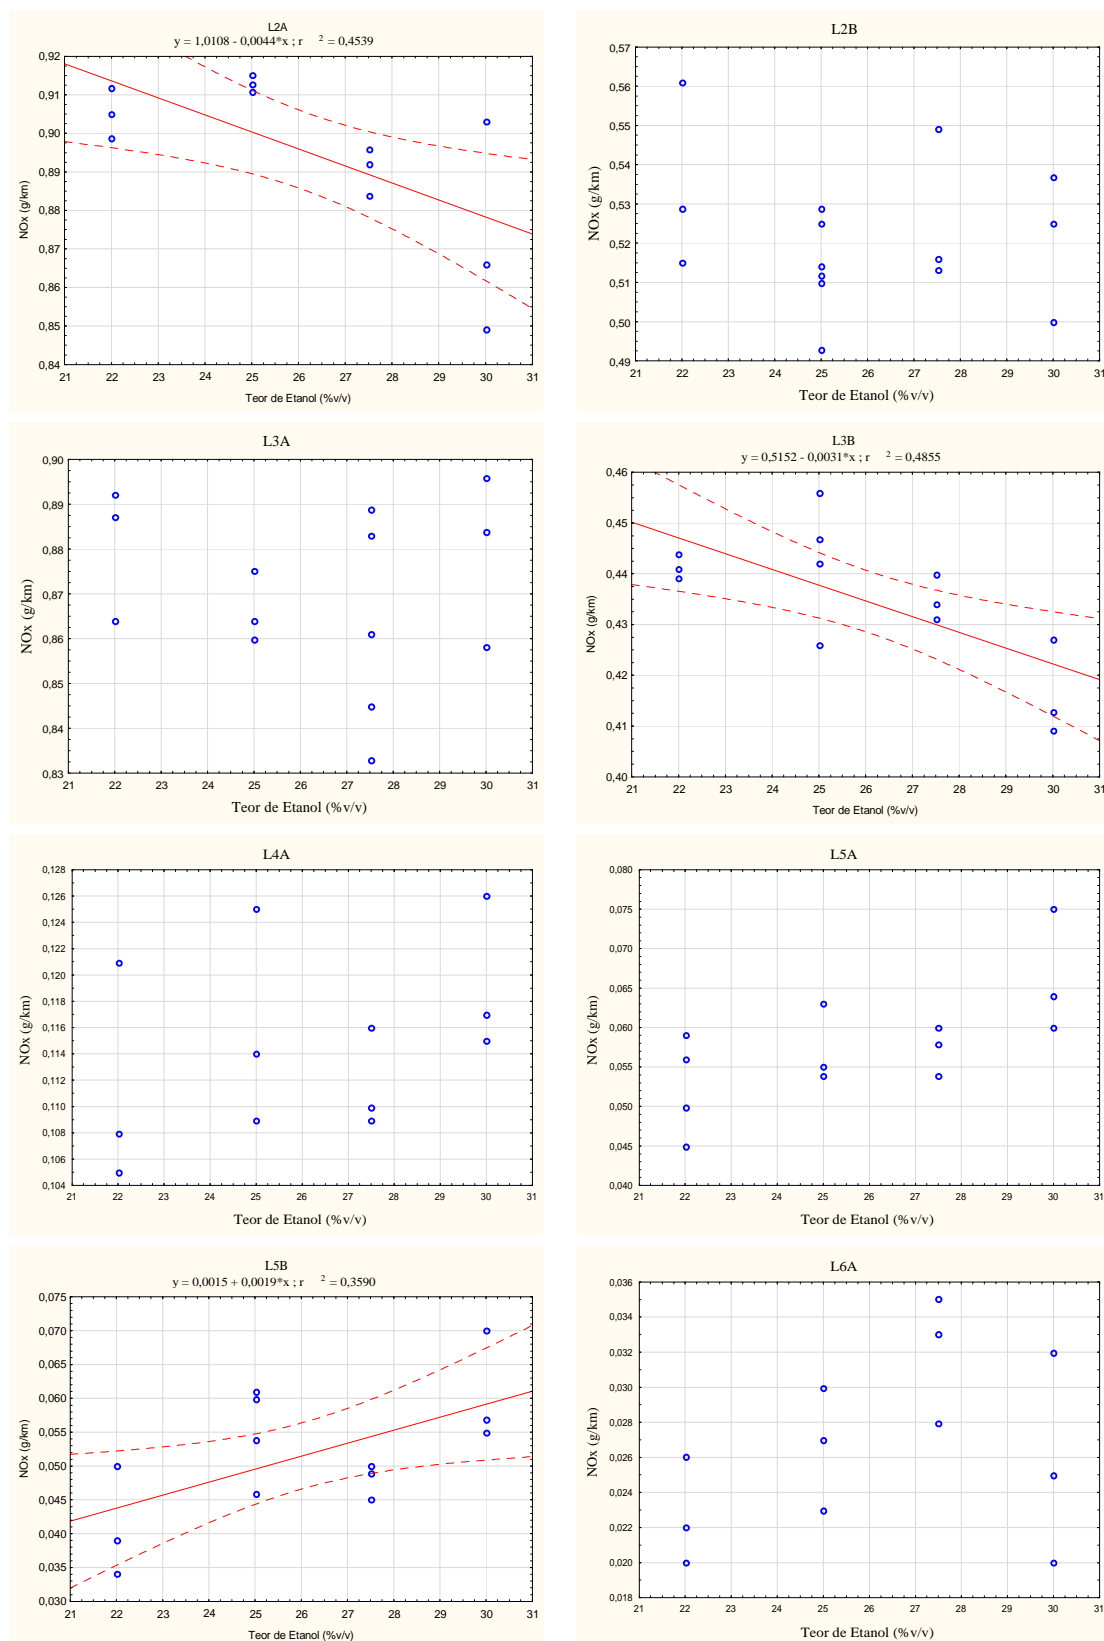 L2A
y = 1,0108 - 0,0044*x ; r 2 = 0,4539
0,92
0,91
0,90
0,89
0,88
0,87
0,86
0,85
0,84
NOx (g/km)
21 22 23 24 25 26 27 28 29 30 31
Teor de Etanol (%v/v)
L2B
0,57
0,56
0,55
0,54
0,53
0,52
0,51
0,50
0,49
NOx (g/km)
21 22 23 24 25 26 27 28 29 30 31
Teor de Etanol (%v/v)
L3A
0,90
0,89
0,88
0,87
0,86
0,85
0,84
0,83
NOx (g/km)
21 22 23 24 25 26 27 28 29 30 31
Teor de Etanol (%v/v)
L3B
y = 0,5152 - 0,0031*x ; r 2 = 0,4855
0,46
0,45
0,44
0,43
0,42
0,41
0,40
NOx (g/km)
21 22 23 24 25 26 27 28 29 30 31
Teor de Etanol (%v/v)
L4A
0,128
0,126
0,124
0,122
0,120
0,118
0,116
0,114
0,112
0,110
0,108
0,106
0,104
NOx (g/km)
21 22 23 24 25 26 27 28 29 30 31
Teor de Etanol (%v/v)
L5A
0,080
0,075
0,070
0,065
0,060
0,055
0,050
0,045
0,040
NOx (g/km)
21 22 23 24 25 26 27 28 29 30 31
Teor de Etanol (%v/v)
L5B
y = 0,0015 + 0,0019*x ; r 2 = 0,3590
0,075
0,070
0,065
0,060
0,055
0,050
0,045
0,040
0,035
0,030
NOx (g/km)
21 22 23 24 25 26 27 28 29 30 31
Teor de Etanol (%v/v)
L6A
0,036
0,034
0,032
0,030
0,028
0,026
0,024
0,022
0,020
0,018
NOx (g/km)
21 22 23 24 25 26 27 28 29 30 31
Teor de Etanol (%v/v)